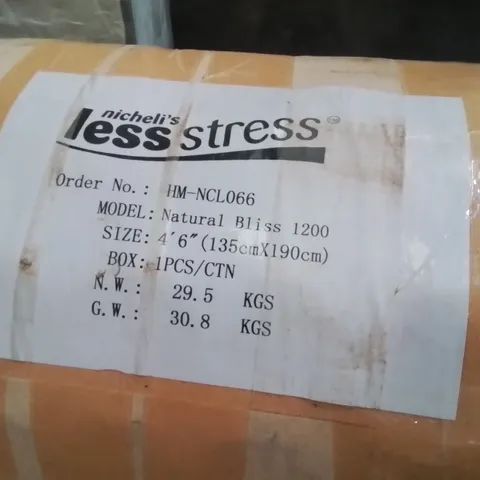 nicheli's
less stress
Order No.: HM-NCL066
MODEL: Natural Bliss 1200
SIZE: 4'6"(135cmX190cm)
BOX: 1PCS/CTN
N.W.: 29.5 KGS
G.W.: 30.8 KGS